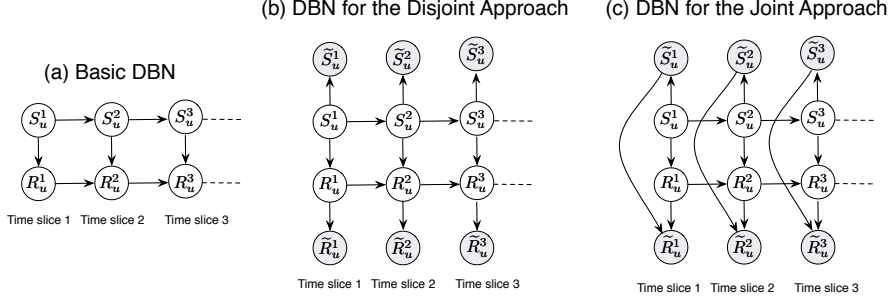 (a) Basic DBN
S_u^1 S_u^2 S_u^3
R_u^1 R_u^2 R_u^3
Time slice 1 Time slice 2 Time slice 3
(b) DBN for the Disjoint Approach
S̃_u^1 S̃_u^2 S̃_u^3
S_u^1 S_u^2 S_u^3
R_u^1 R_u^2 R_u^3
R̃_u^1 R̃_u^2 R̃_u^3
Time slice 1 Time slice 2 Time slice 3
(c) DBN for the Joint Approach
S̃_u^1 S̃_u^2 S̃_u^3
S_u^1 S_u^2 S_u^3
R_u^1 R_u^2 R_u^3
R̃_u^1 R̃_u^2 R̃_u^3
Time slice 1 Time slice 2 Time slice 3